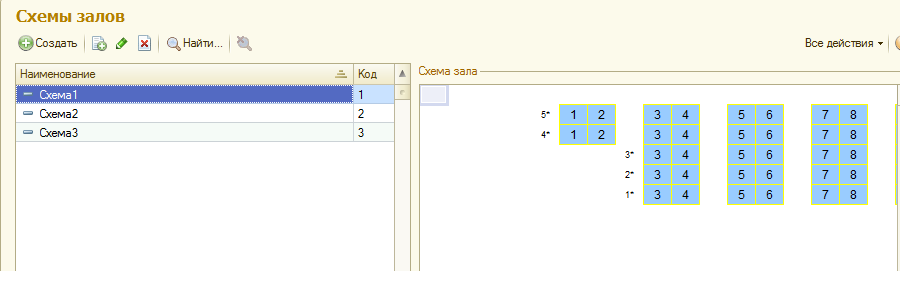 Схемы залов
Создать Найти... Все действия
Наименование Код Схема зала
Схема1 1
Схема2 2
Схема3 3
5* 1 2 3 4 5 6 7 8
4* 1 2 3 4 5 6 7 8
3* 3 4 5 6 7 8
2* 3 4 5 6 7 8
1* 3 4 5 6 7 8